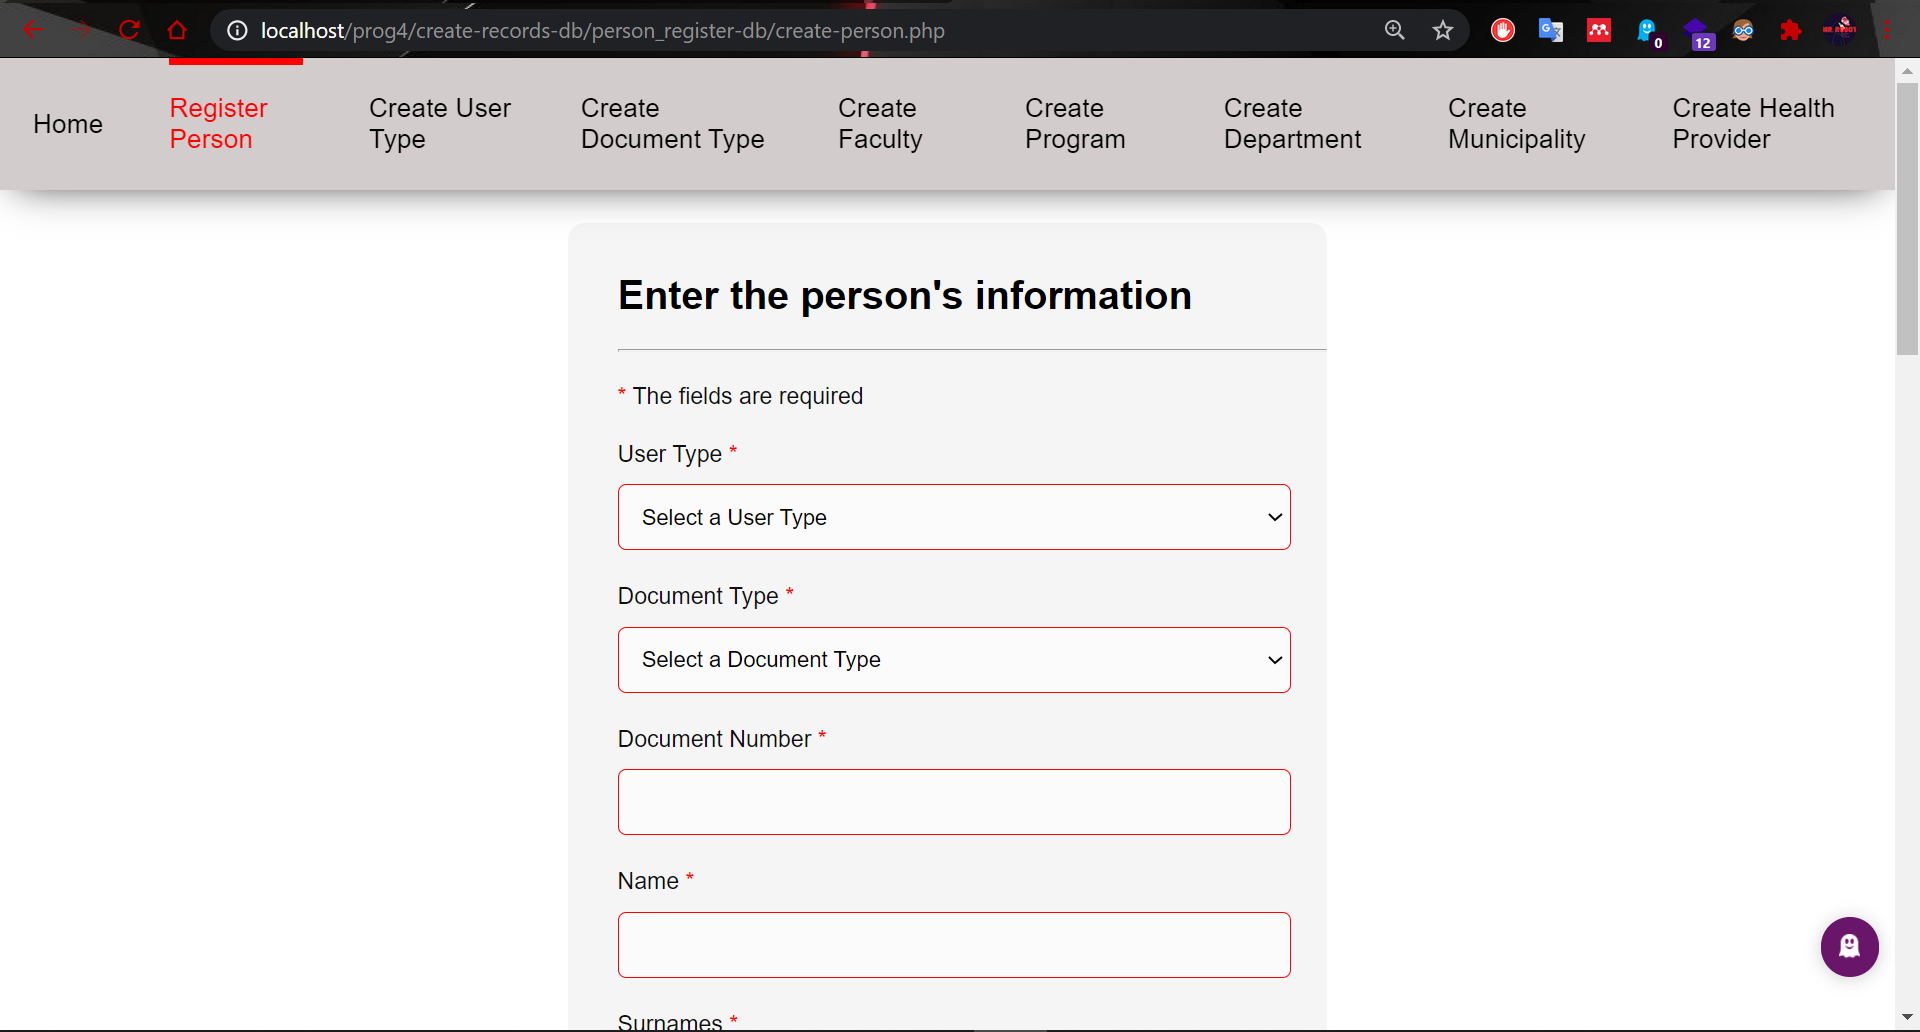 localhost/prog4/create-records-db/person_register-db/create-person.php
0
12
MR. ROBOT
Home
Register Person
Create User Type
Create Document Type
Create Faculty
Create Program
Create Department
Create Municipality
Create Health Provider
Enter the person's information
* The fields are required
User Type *
Select a User Type
Document Type *
Select a Document Type
Document Number *
Name *
Surnames *